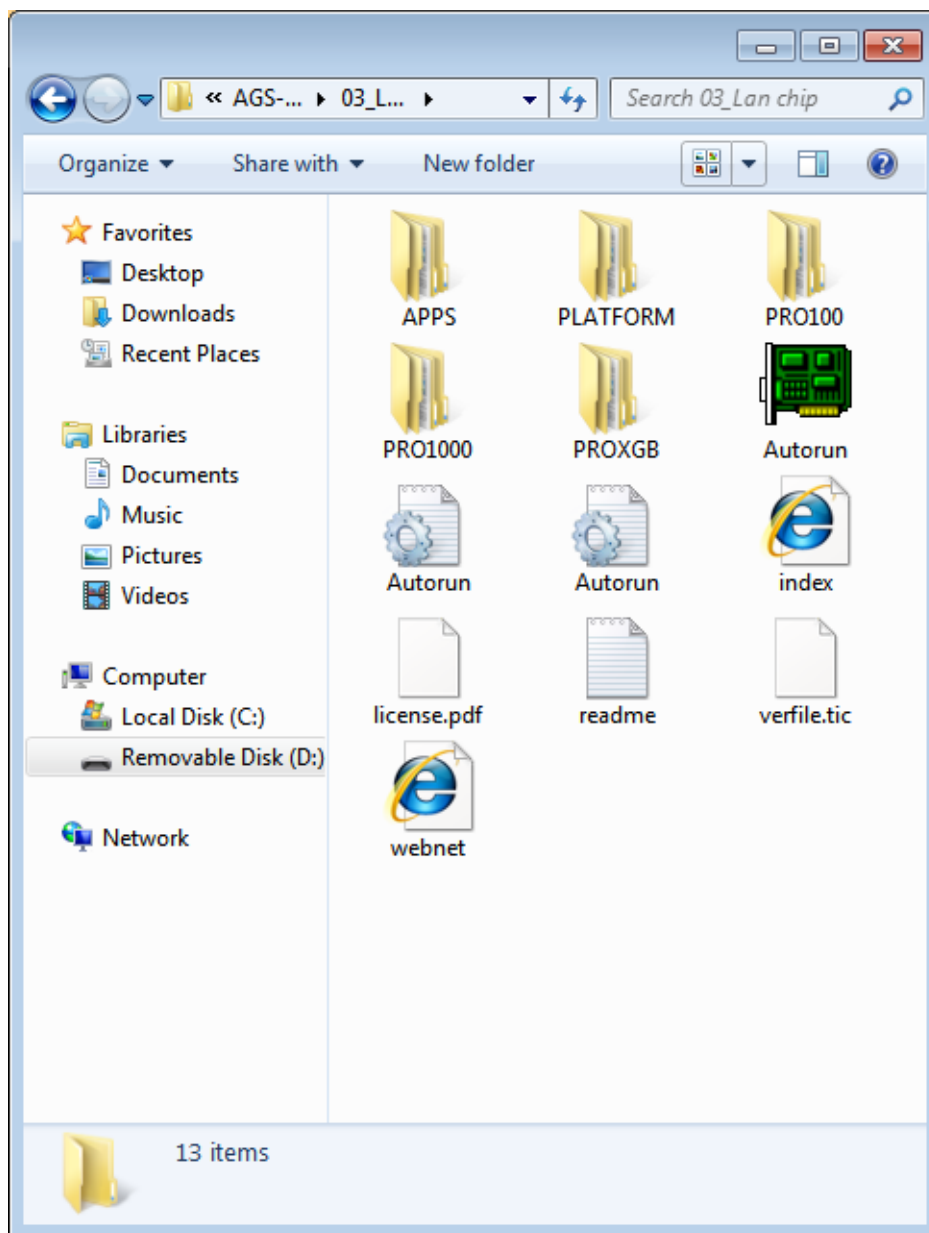 « AGS-... 03_L... Search 03_Lan chip
Organize Share with New folder
Favorites
Desktop
Downloads
Recent Places
Libraries
Documents
Music
Pictures
Videos
Computer
Local Disk (C:)
Removable Disk (D:)
Network
APPS PLATFORM PRO100
PRO1000 PROXGB Autorun
Autorun Autorun index
license.pdf readme verfile.tic
webnet
13 items